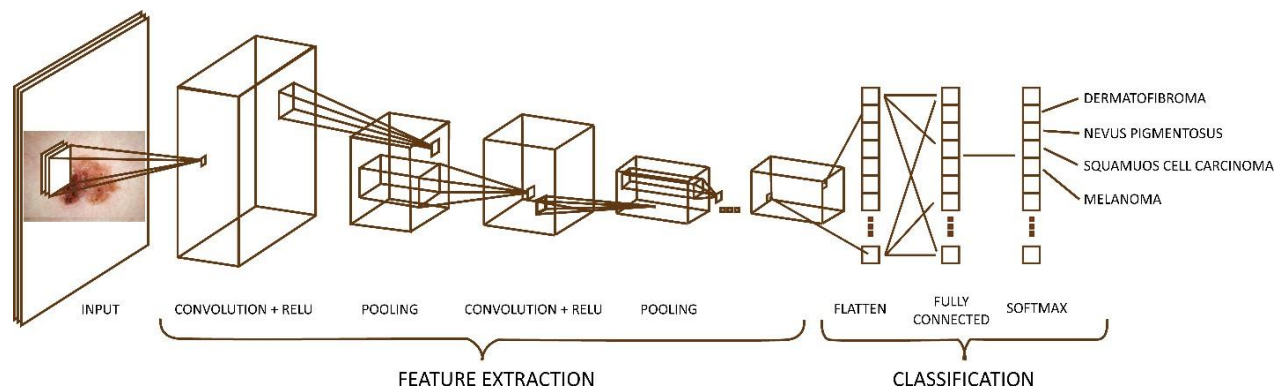 DERMATOFIBROMA
NEVUS PIGMENTOSUS
SQUAMUOS CELL CARCINOMA
MELANOMA
INPUT
CONVOLUTION + RELU
POOLING
CONVOLUTION + RELU
POOLING
FLATTEN
FULLY
CONNECTED
SOFTMAX
FEATURE EXTRACTION
CLASSIFICATION